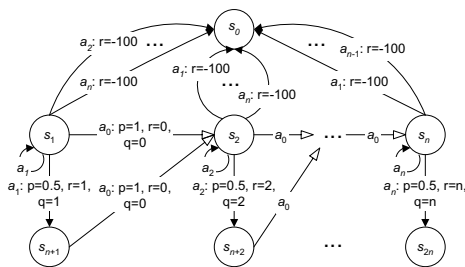 s0
a2: r=-100
...
...
an-1: r=-100
an: r=-100
a1: r=-100
...
an: r=-100
a1: r=-100
s1
a0: p=1, r=0,
q=0
s2
a0
...
a0
sn
a1
a2
an
a1: p=0.5, r=1,
q=1
a0: p=1, r=0,
q=0
a2: p=0.5, r=2,
q=2
a0
an: p=0.5, r=n,
q=n
sn+1
sn+2
...
s2n